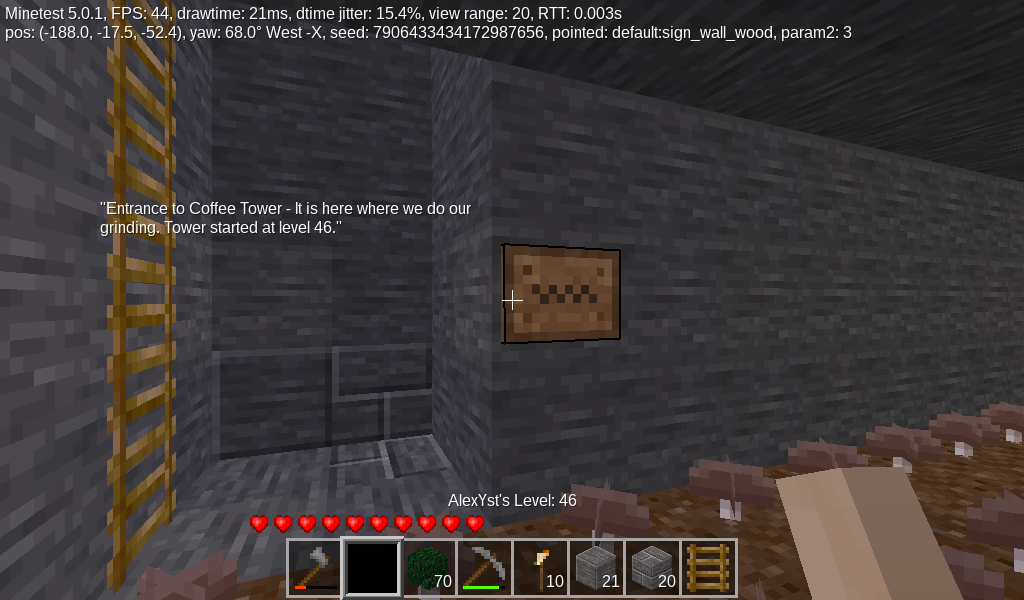 Minetest 5.0.1, FPS: 44, drawtime: 21ms, dtime jitter: 15.4%, view range: 20, RTT: 0.003s
pos: (-188.0, -17.5, -52.4), yaw: 68.0° West -X, seed: 7906433434172987656, pointed: default:sign_wall_wood, param2: 3
"Entrance to Coffee Tower - It is here where we do our
grinding. Tower started at level 46."
AlexYst's Level: 46
70 10 21 20